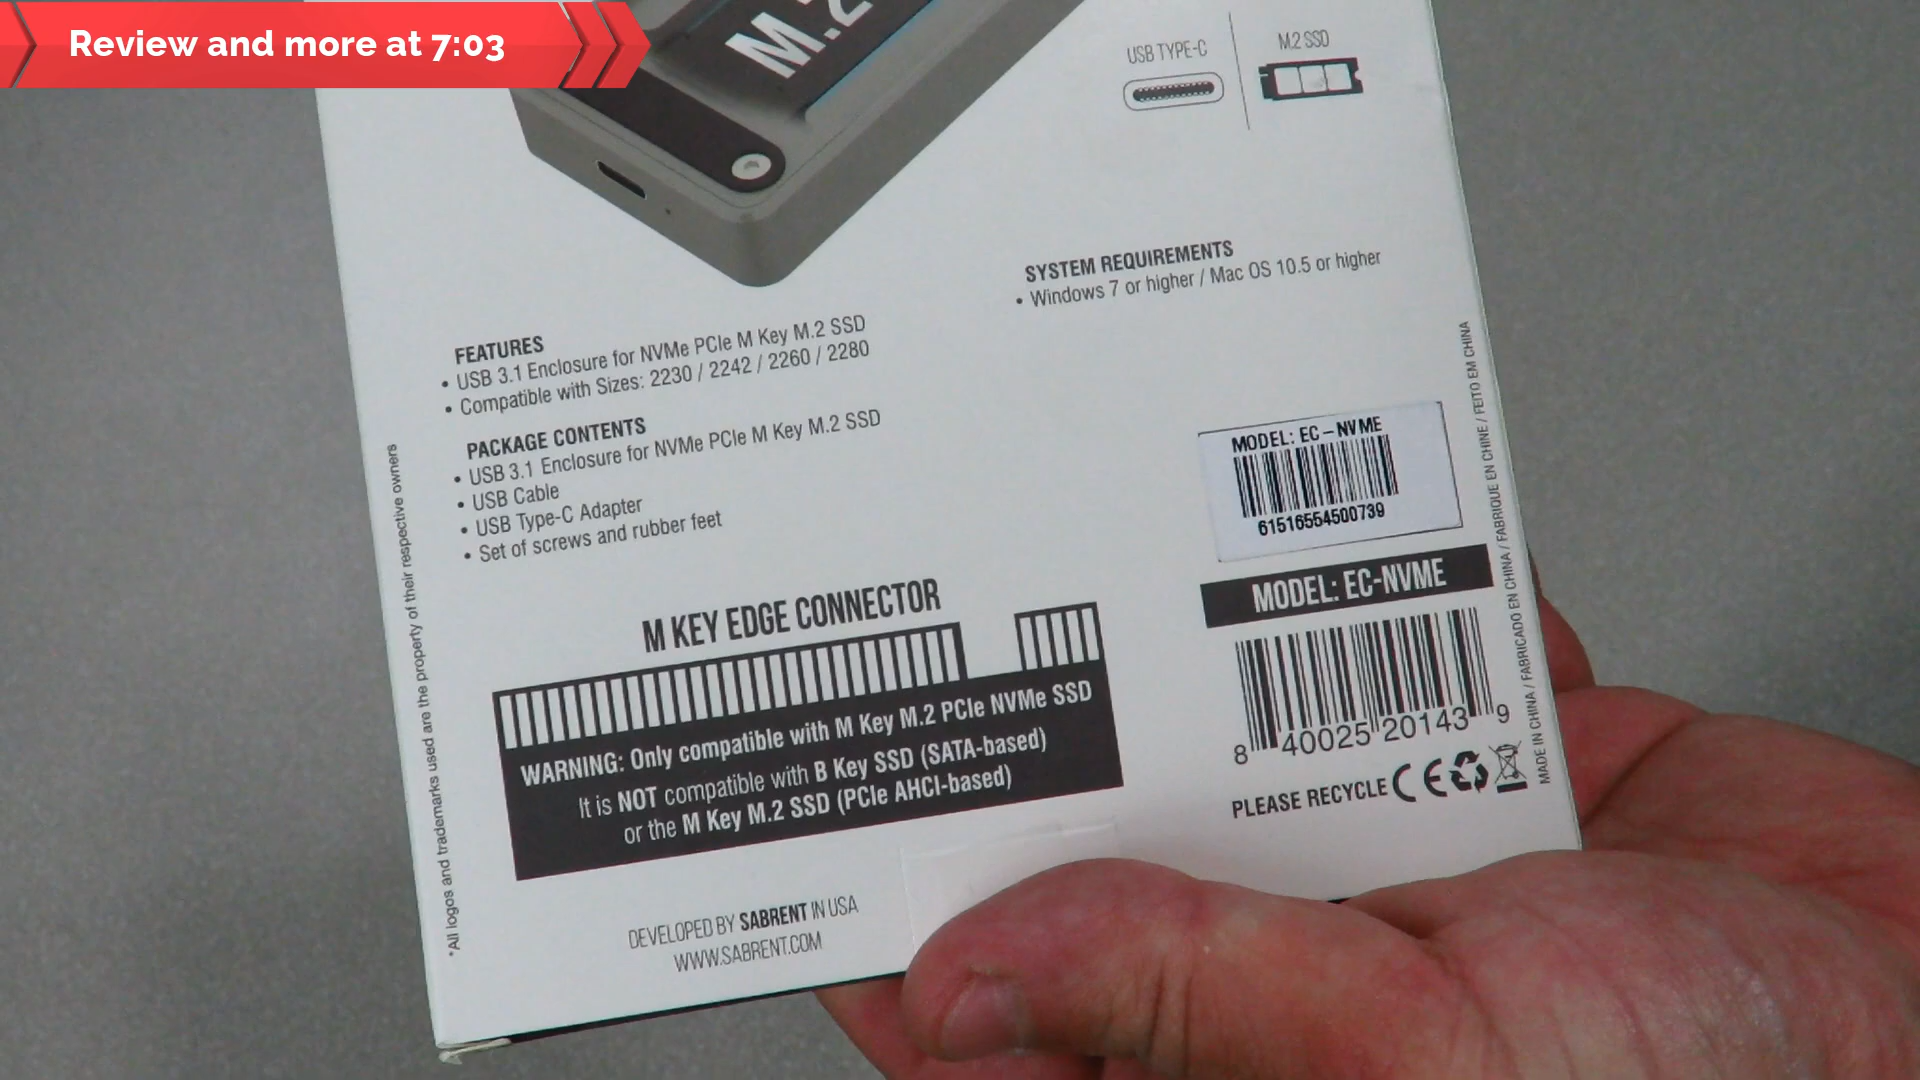 Review and more at 7:03
M.2
USB TYPE-C
M.2 SSD
SYSTEM REQUIREMENTS
• Windows 7 or higher / Mac OS 10.5 or higher
FEATURES
• USB 3.1 Enclosure for NVMe PCIe M Key M.2 SSD
• Compatible with Sizes: 2230 / 2242 / 2260 / 2280
PACKAGE CONTENTS
• USB 3.1 Enclosure for NVMe PCIe M Key M.2 SSD
• USB Cable
• USB Type-C Adapter
• Set of screws and rubber feet
M KEY EDGE CONNECTOR
WARNING: Only compatible with M Key M.2 PCIe NVMe SSD
It is NOT compatible with B Key SSD (SATA-based)
or the M Key M.2 SSD (PCIe AHCI-based)
DEVELOPED BY SABRENT IN USA
WWW.SABRENT.COM
*All logos and trademarks used are the property of their respective owners
MODEL: EC-NVME
61516554500739
MODEL: EC-NVME
8 40025 20143 9
PLEASE RECYCLE CE
MADE IN CHINA / FABRICADO EN CHINA / FABRIQUE EN CHINE / FEITO EM CHINA